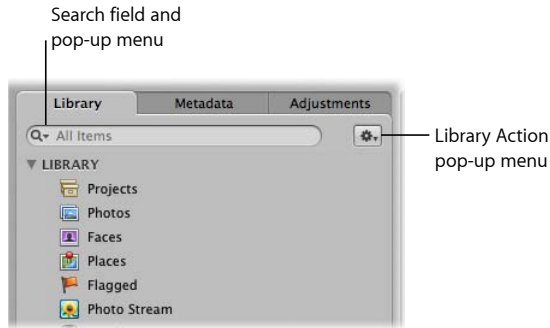 Search field and
pop-up menu
Library Metadata Adjustments
All Items
Library Action
pop-up menu
LIBRARY
Projects
Photos
Faces
Places
Flagged
Photo Stream